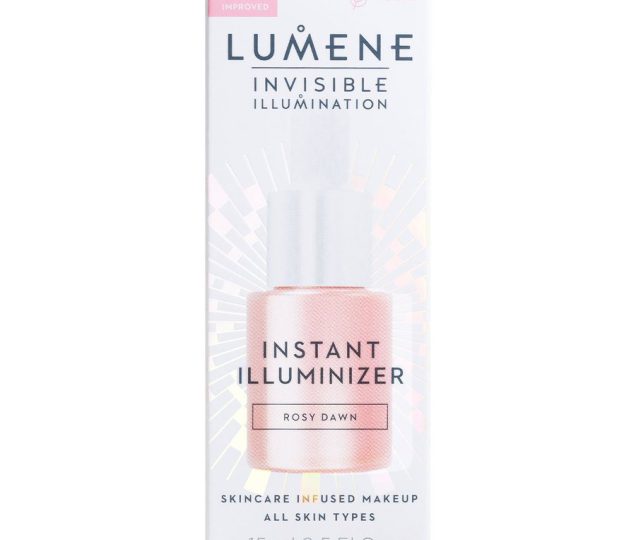 IMPROVED
LUMENE
INVISIBLE
ILLUMINATION
INSTANT
ILLUMINIZER
ROSY DAWN
SKINCARE INFUSED MAKEUP
ALL SKIN TYPES